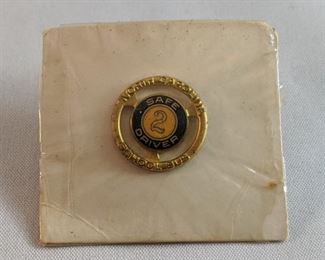 NORTH CAROLINA
SAFE
2
DRIVER
SCHOOL BUS